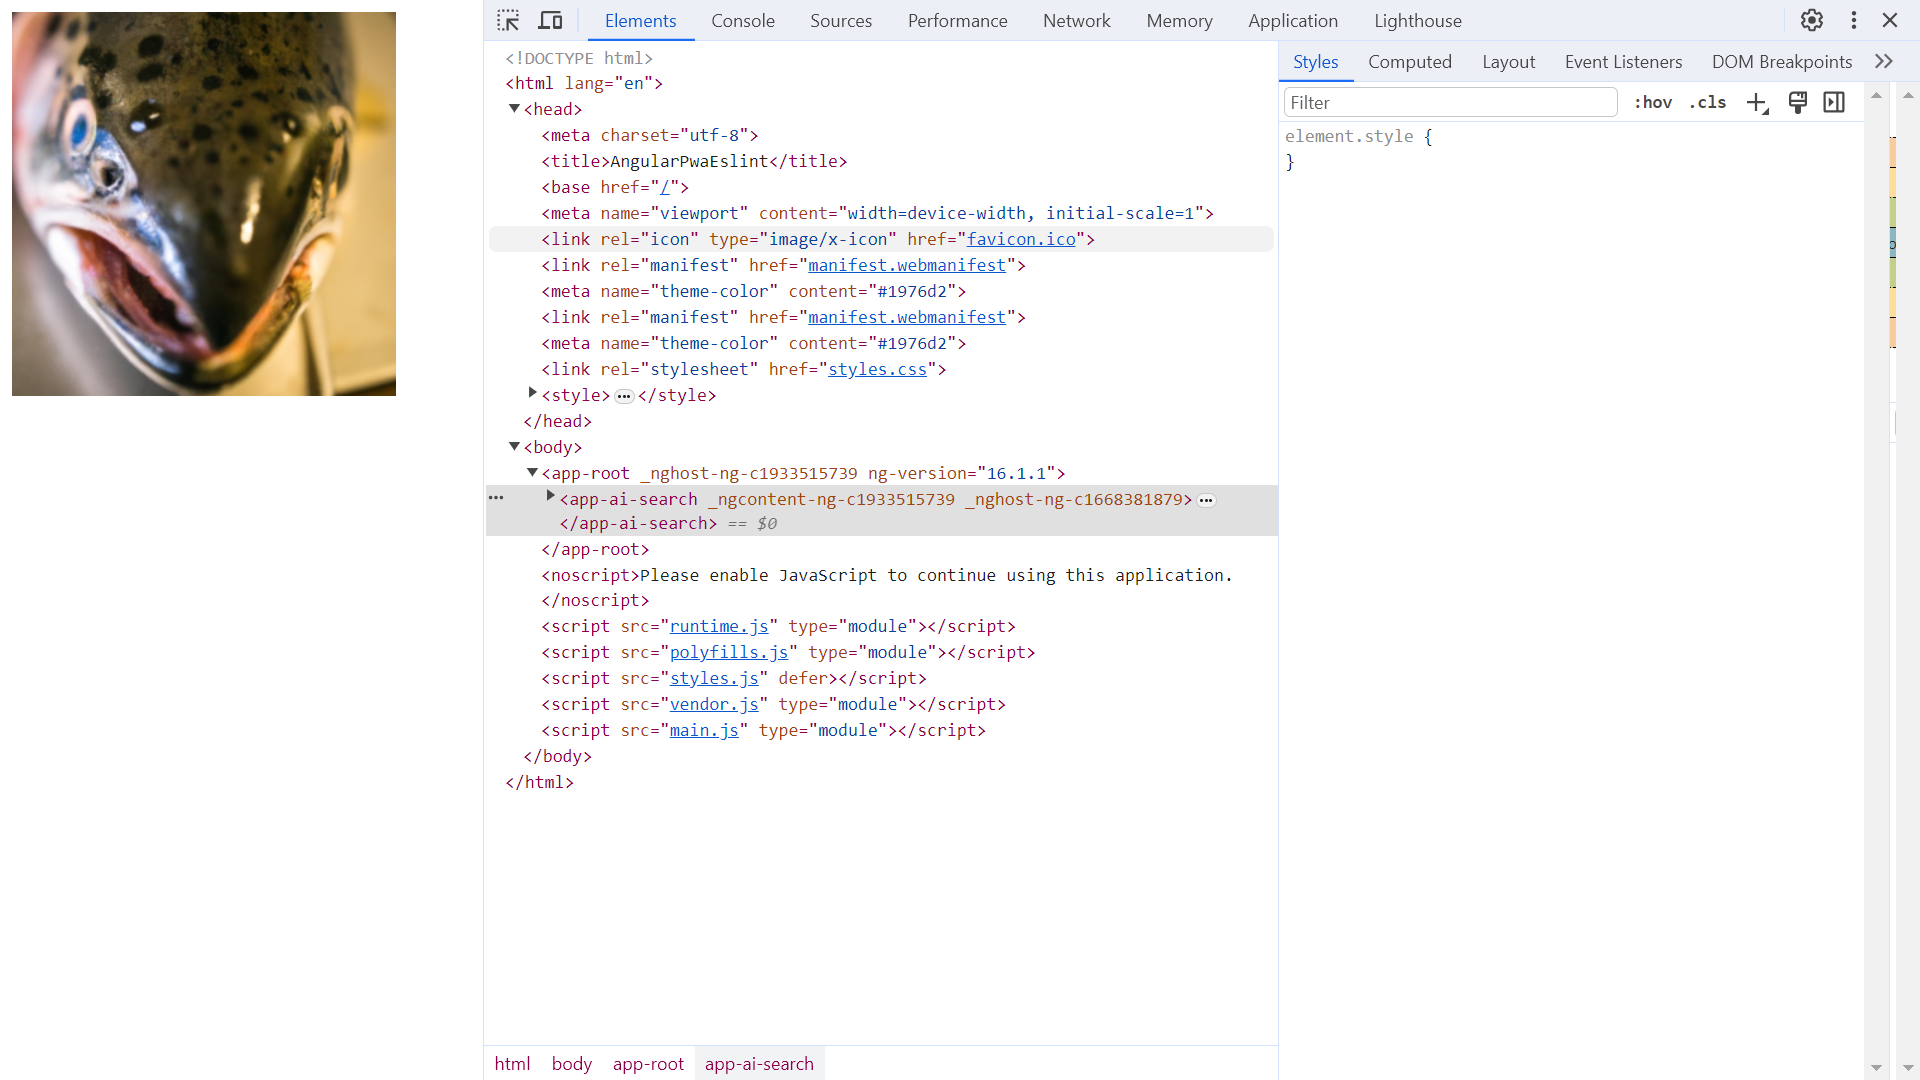 Elements Console Sources Performance Network Memory Application Lighthouse
<!DOCTYPE html>
<html lang="en">
<head>
<meta charset="utf-8">
<title>AngularPwaEslint</title>
<base href="/">
<meta name="viewport" content="width=device-width, initial-scale=1">
<link rel="icon" type="image/x-icon" href="favicon.ico">
<link rel="manifest" href="manifest.webmanifest">
<meta name="theme-color" content="#1976d2">
<link rel="manifest" href="manifest.webmanifest">
<meta name="theme-color" content="#1976d2">
<link rel="stylesheet" href="styles.css">
<style>…</style>
</head>
<body>
<app-root _nghost-ng-c1933515739 ng-version="16.1.1">
<app-ai-search _ngcontent-ng-c1933515739 _nghost-ng-c1668381879>…
</app-ai-search> == $0
</app-root>
<noscript>Please enable JavaScript to continue using this application.
</noscript>
<script src="runtime.js" type="module"></script>
<script src="polyfills.js" type="module"></script>
<script src="styles.js" defer></script>
<script src="vendor.js" type="module"></script>
<script src="main.js" type="module"></script>
</body>
</html>
html body app-root app-ai-search
Styles Computed Layout Event Listeners DOM Breakpoints
Filter :hov .cls
element.style {
}